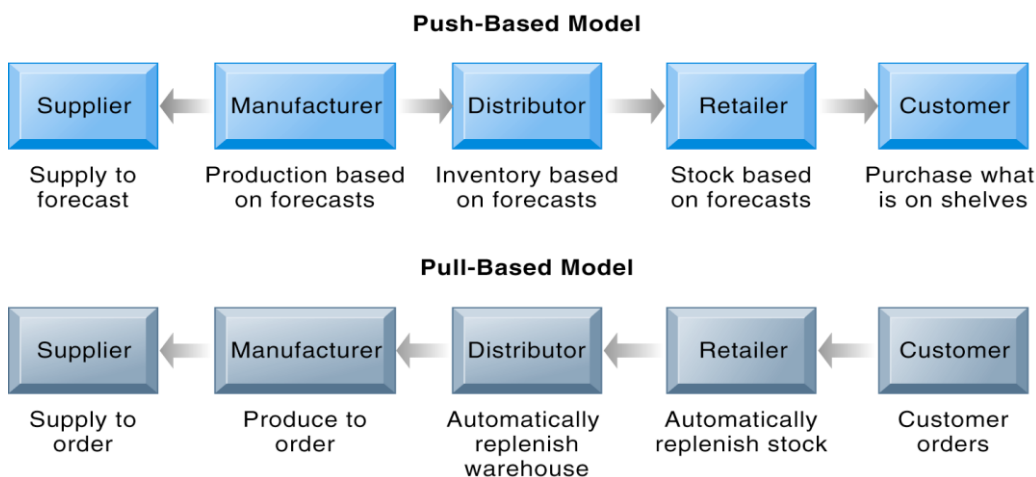 Push-Based Model
Supplier
Manufacturer
Distributor
Retailer
Customer
Supply to
forecast
Production based
on forecasts
Inventory based
on forecasts
Stock based
on forecasts
Purchase what
is on shelves
Pull-Based Model
Supplier
Manufacturer
Distributor
Retailer
Customer
Supply to
order
Produce to
order
Automatically
replenish
warehouse
Automatically
replenish stock
Customer
orders